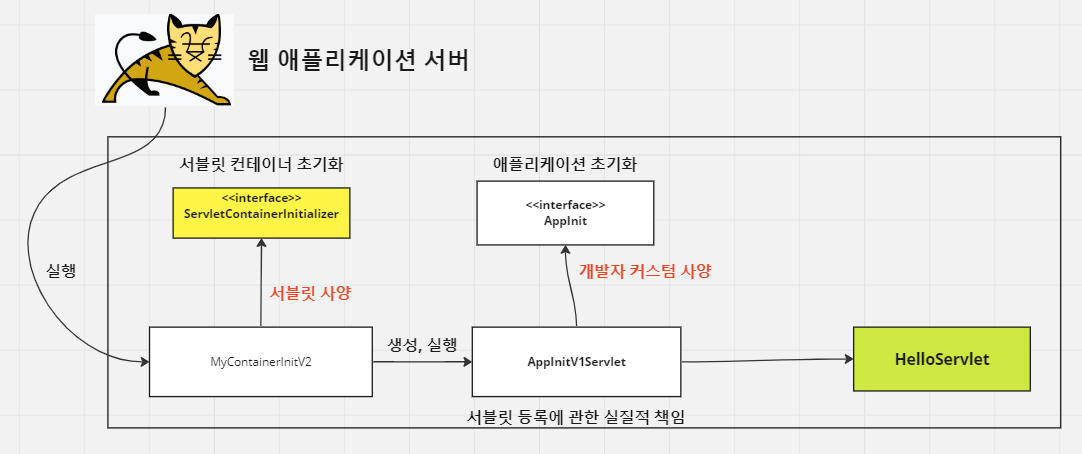 웹 애플리케이션 서버
서블릿 컨테이너 초기화
애플리케이션 초기화
<<interface>>
ServletContainerInitializer
<<interface>>
AppInit
실행
서블릿 사양
개발자 커스텀 사양
MyContainerInitV2
생성, 실행
AppInitV1Servlet
HelloServlet
서블릿 등록에 관한 실질적 책임